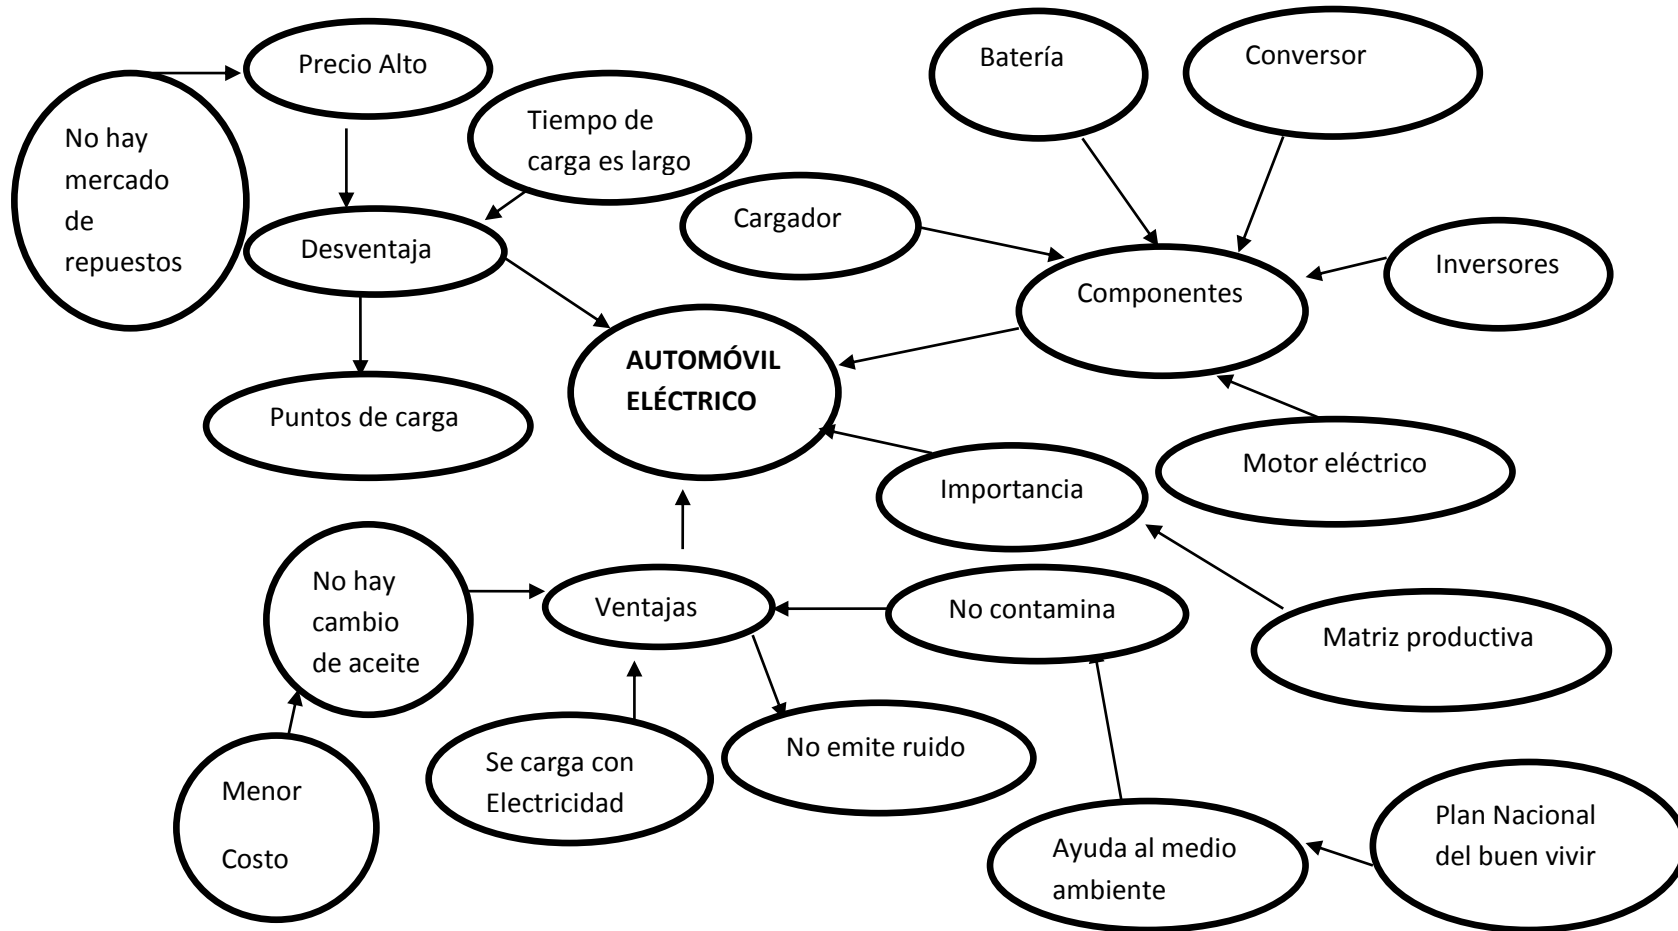 Precio Alto
Batería
Conversor
No hay
mercado
de
repuestos
Tiempo de
carga es largo
Cargador
Desventaja
Inversores
Componentes
AUTOMÓVIL
ELÉCTRICO
Puntos de carga
Motor eléctrico
Importancia
No hay
cambio
de aceite
Ventajas
No contamina
Matriz productiva
Menor
Costo
Se carga con
Electricidad
No emite ruido
Ayuda al medio
ambiente
Plan Nacional
del buen vivir